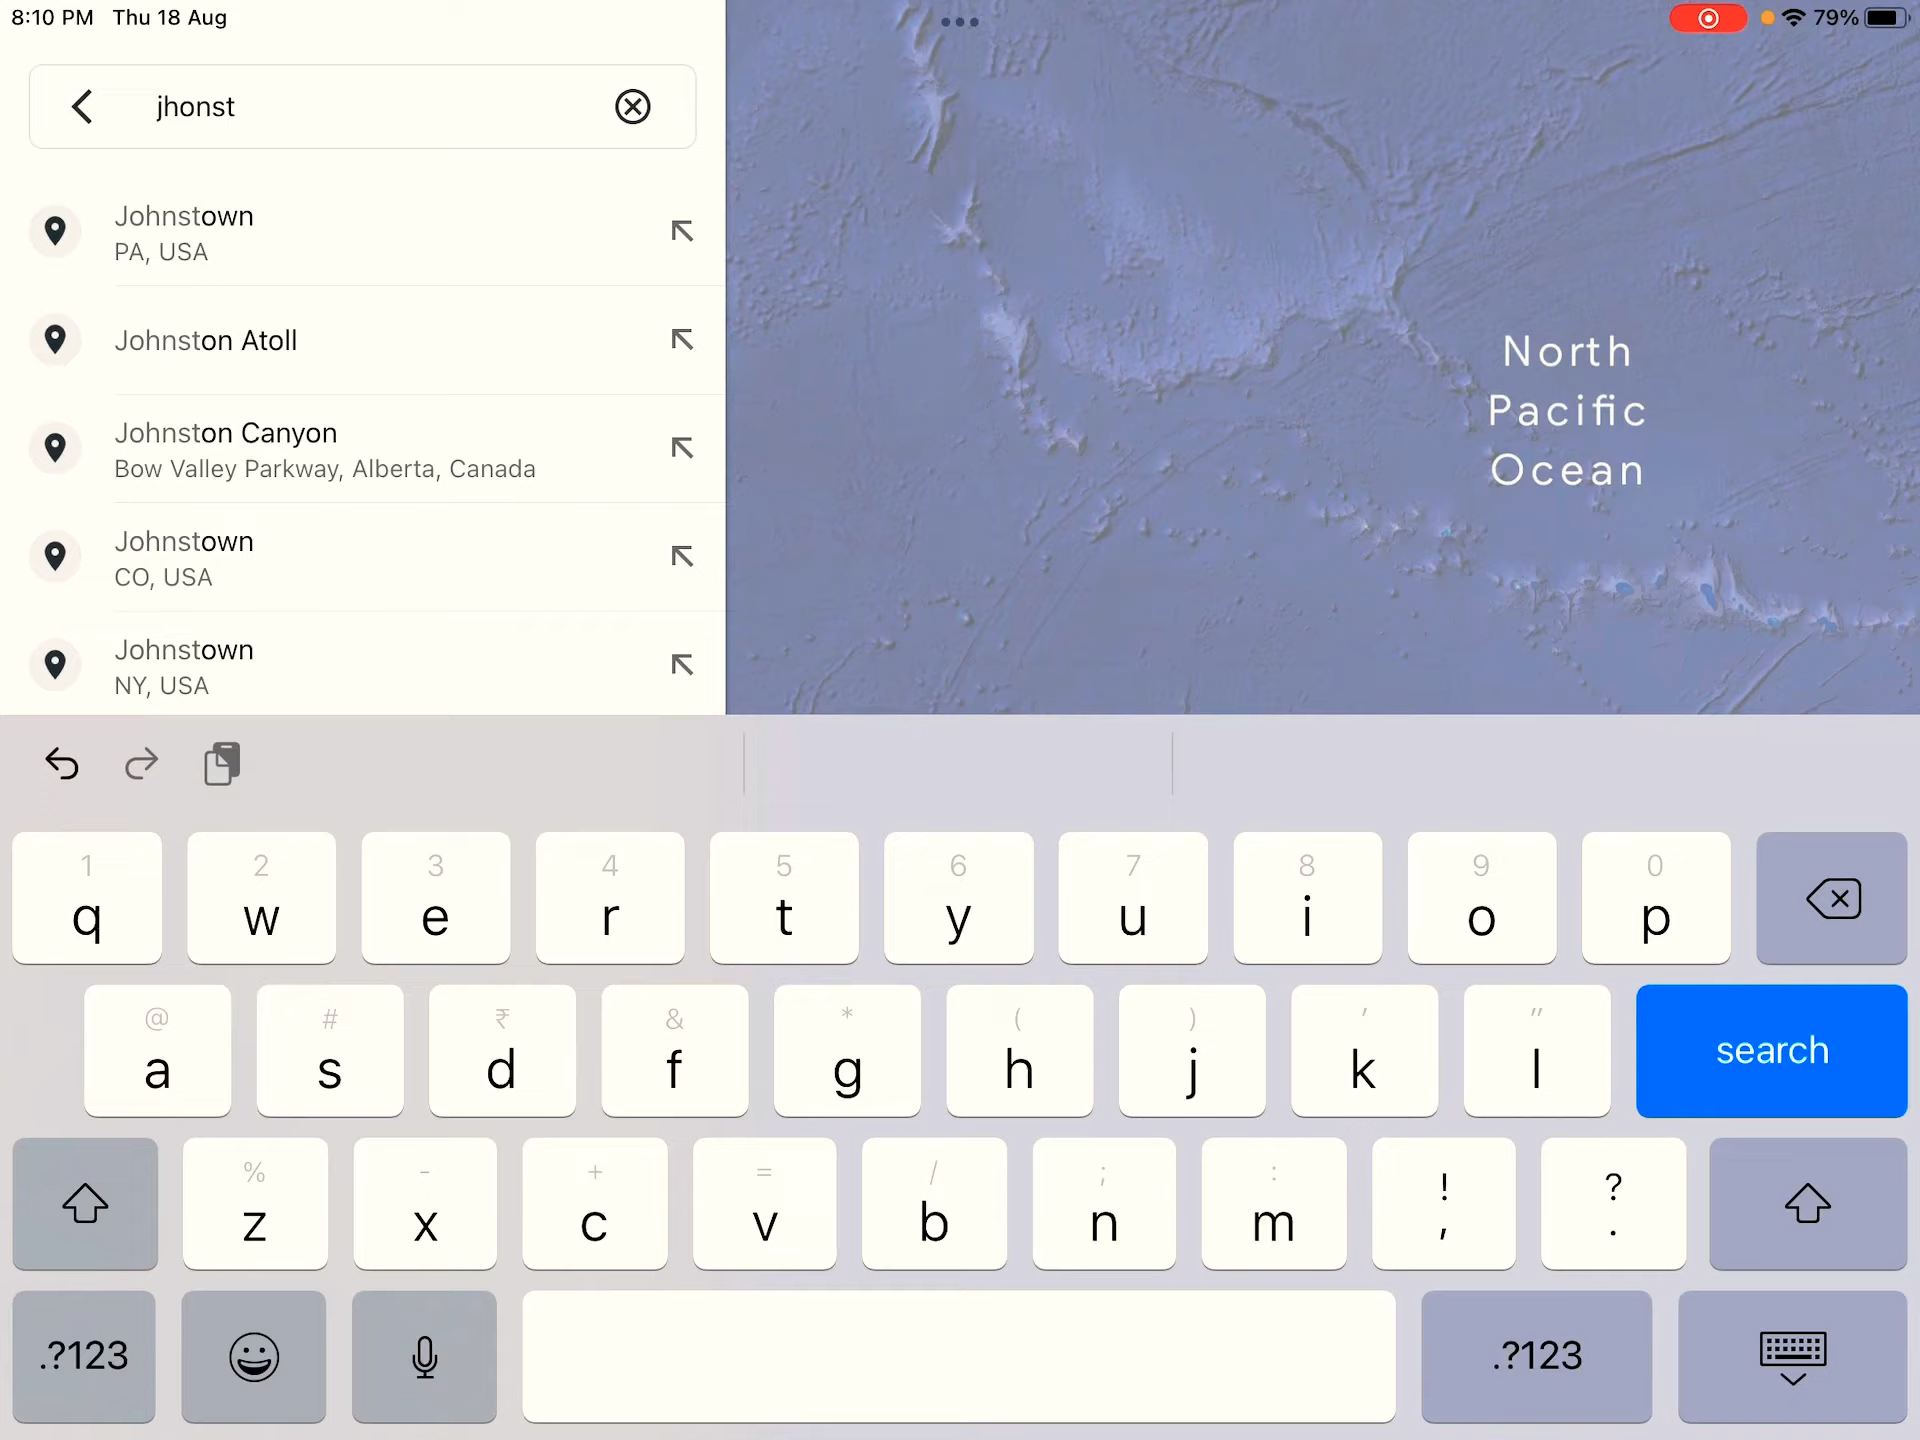 8:10 PM Thu 18 Aug
79%
jhonst
Johnstown
PA, USA
Johnston Atoll
Johnston Canyon
Bow Valley Parkway, Alberta, Canada
Johnstown
CO, USA
Johnstown
NY, USA
North
Pacific
Ocean
1 2 3 4 5 6 7 8 9 0
q w e r t y u i o p
@ # ₹ & * ( ) ' "
a s d f g h j k l search
% - + = / ; : ! ?
z x c v b n m , .
.?123 .?123